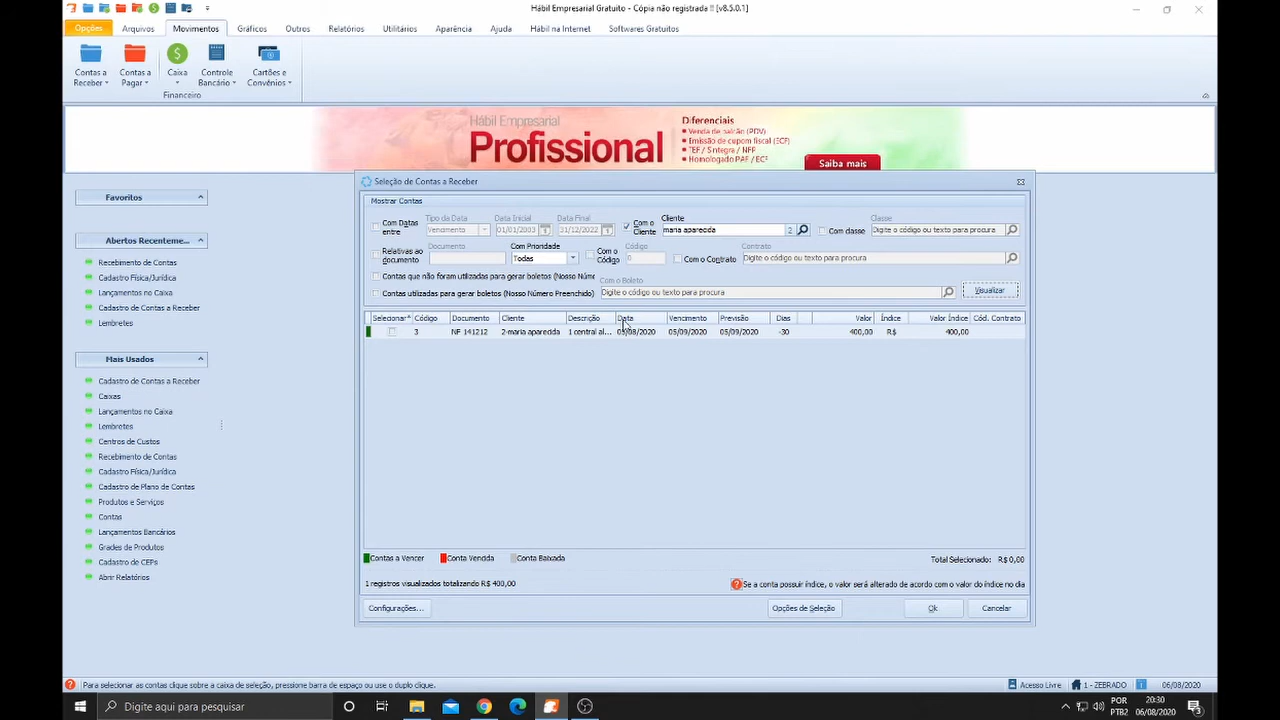 Hábil Empresarial Gratuito - Cópia não registrada !! [v8.5.0.1]
Opções Arquivos Movimentos Gráficos Outros Relatórios Utilitários Aparência Ajuda Hábil na Internet Softwares Gratuitos
Contas a Receber
Contas a Pagar
Caixa
Controle Bancário
Cartões e Convênios
Financeiro
Hábil Empresarial
Profissional
Diferenciais
Venda de balcão (PDV)
Emissão de cupom fiscal (ECF)
TEF / Sintegra / NFP
Homologado PAF / ECF
Saiba mais
Favoritos
Abertos Recenteme...
Recebimento de Contas
Cadastro Física/Jurídica
Lançamentos no Caixa
Cadastro de Contas a Receber
Lembretes
Mais Usados
Cadastro de Contas a Receber
Caixas
Lançamentos no Caixa
Lembretes
Centros de Custos
Recebimento de Contas
Cadastro Física/Jurídica
Cadastro de Plano de Contas
Produtos e Serviços
Contas
Lançamentos Bancários
Grades de Produtos
Cadastro de CEPs
Abrir Relatórios
Seleção de Contas a Receber
Mostrar Contas
Com Datas entre
Tipo da Data
Vencimento
Data Inicial
01/01/2003
Data Final
31/12/2022
Com o Cliente
Cliente
maria aparecida 2
Com classe
Classe
Digite o código ou texto para procura
Relativas ao documento
Documento
Com Prioridade
Todas
Com o Código
Código
0
Com o Contrato
Contrato
Digite o código ou texto para procura
Contas que não foram utilizadas para gerar boletos (Nosso Núme
Contas utilizadas para gerar boletos (Nosso Número Preenchido)
Com o Boleto
Digite o código ou texto para procura
Visualizar
Selecionar Código Documento Cliente Descrição Data Vencimento Previsão Dias Valor Índice Valor Índice Cód. Contrato
3 NF 141212 2-maria aparecida 1 central al... 05/08/2020 05/09/2020 05/09/2020 -30 400,00 R$ 400,00
Contas a Vencer Conta Vencida Conta Baixada Total Selecionado: R$ 0,00
1 registros visualizados totalizando R$ 400,00
Se a conta possuir índice, o valor será alterado de acordo com o valor do índice no dia
Configurações... Opções de Seleção Ok Cancelar
Para selecionar as contas clique sobre a caixa de seleção, pressione barra de espaço ou use o duplo clique.
Acesso Livre 1 - ZEBRADO 06/08/2020
Digite aqui para pesquisar
POR
PTB2
20:30
06/08/2020
3